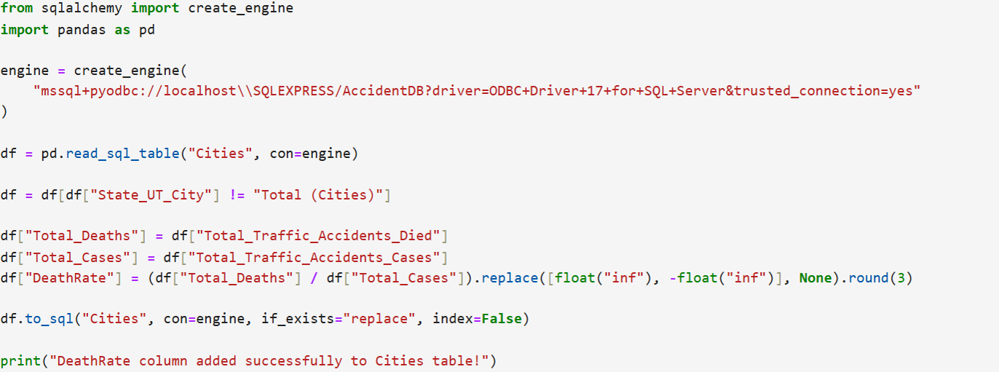 from sqlalchemy import create_engine
import pandas as pd
engine = create_engine(
"mssql+pyodbc://localhost\\SQLEXPRESS/AccidentDB?driver=ODBC+Driver+17+for+SQL+Server&trusted_connection=yes"
)
df = pd.read_sql_table("Cities", con=engine)
df = df[df["State_UT_City"] != "Total (Cities)"]
df["Total_Deaths"] = df["Total_Traffic_Accidents_Died"]
df["Total_Cases"] = df["Total_Traffic_Accidents_Cases"]
df["DeathRate"] = (df["Total_Deaths"] / df["Total_Cases"]).replace([float("inf"), -float("inf")], None).round(3)
df.to_sql("Cities", con=engine, if_exists="replace", index=False)
print("DeathRate column added successfully to Cities table!")